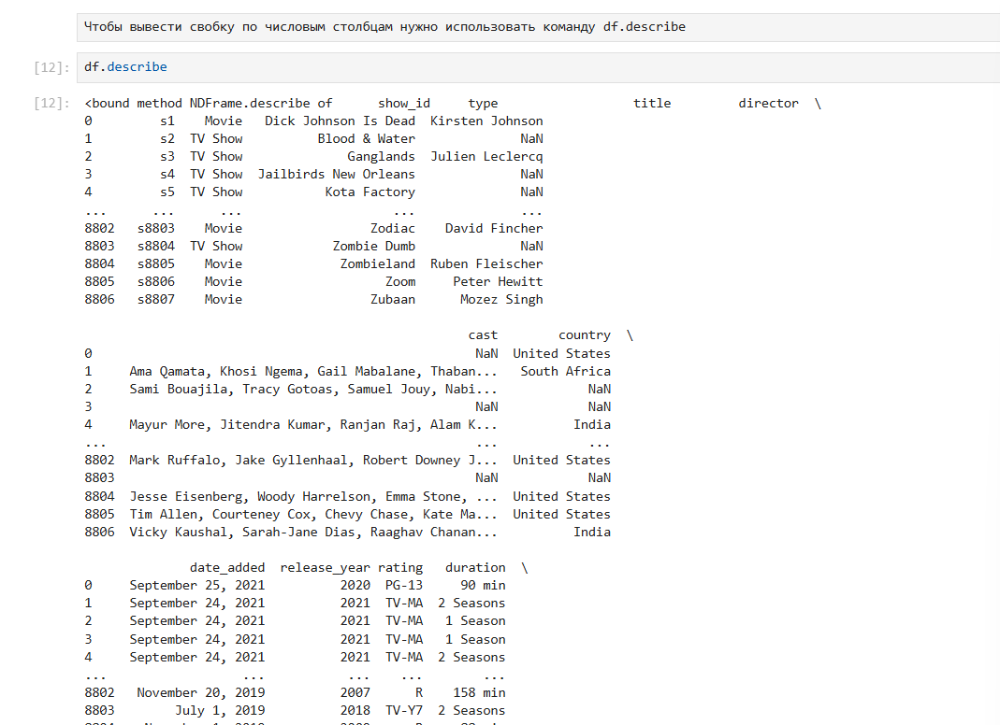 Чтобы вывести свобку по числовым столбцам нужно использовать команду df.describe
[12]: df.describe
[12]: <bound method NDFrame.describe of      show_id     type                  title         director  \
0         s1    Movie   Dick Johnson Is Dead  Kirsten Johnson
1         s2  TV Show          Blood & Water              NaN
2         s3  TV Show              Ganglands  Julien Leclercq
3         s4  TV Show  Jailbirds New Orleans              NaN
4         s5  TV Show           Kota Factory              NaN
...      ...      ...                    ...              ...
8802   s8803    Movie                 Zodiac    David Fincher
8803   s8804  TV Show            Zombie Dumb              NaN
8804   s8805    Movie             Zombieland  Ruben Fleischer
8805   s8806    Movie                   Zoom     Peter Hewitt
8806   s8807    Movie                 Zubaan      Mozez Singh
cast        country  \
0                                                   NaN  United States
1     Ama Qamata, Khosi Ngema, Gail Mabalane, Thaban...   South Africa
2     Sami Bouajila, Tracy Gotoas, Samuel Jouy, Nabi...            NaN
3                                                   NaN            NaN
4     Mayur More, Jitendra Kumar, Ranjan Raj, Alam K...          India
...                                                 ...            ...
8802  Mark Ruffalo, Jake Gyllenhaal, Robert Downey J...  United States
8803                                                NaN            NaN
8804  Jesse Eisenberg, Woody Harrelson, Emma Stone, ...  United States
8805  Tim Allen, Courteney Cox, Chevy Chase, Kate Ma...  United States
8806  Vicky Kaushal, Sarah-Jane Dias, Raaghav Chanan...          India
date_added  release_year rating   duration  \
0     September 25, 2021          2020  PG-13     90 min
1     September 24, 2021          2021  TV-MA  2 Seasons
2     September 24, 2021          2021  TV-MA   1 Season
3     September 24, 2021          2021  TV-MA   1 Season
4     September 24, 2021          2021  TV-MA  2 Seasons
...                  ...           ...    ...        ...
8802   November 20, 2019          2007      R    158 min
8803        July 1, 2019          2018  TV-Y7  2 Seasons